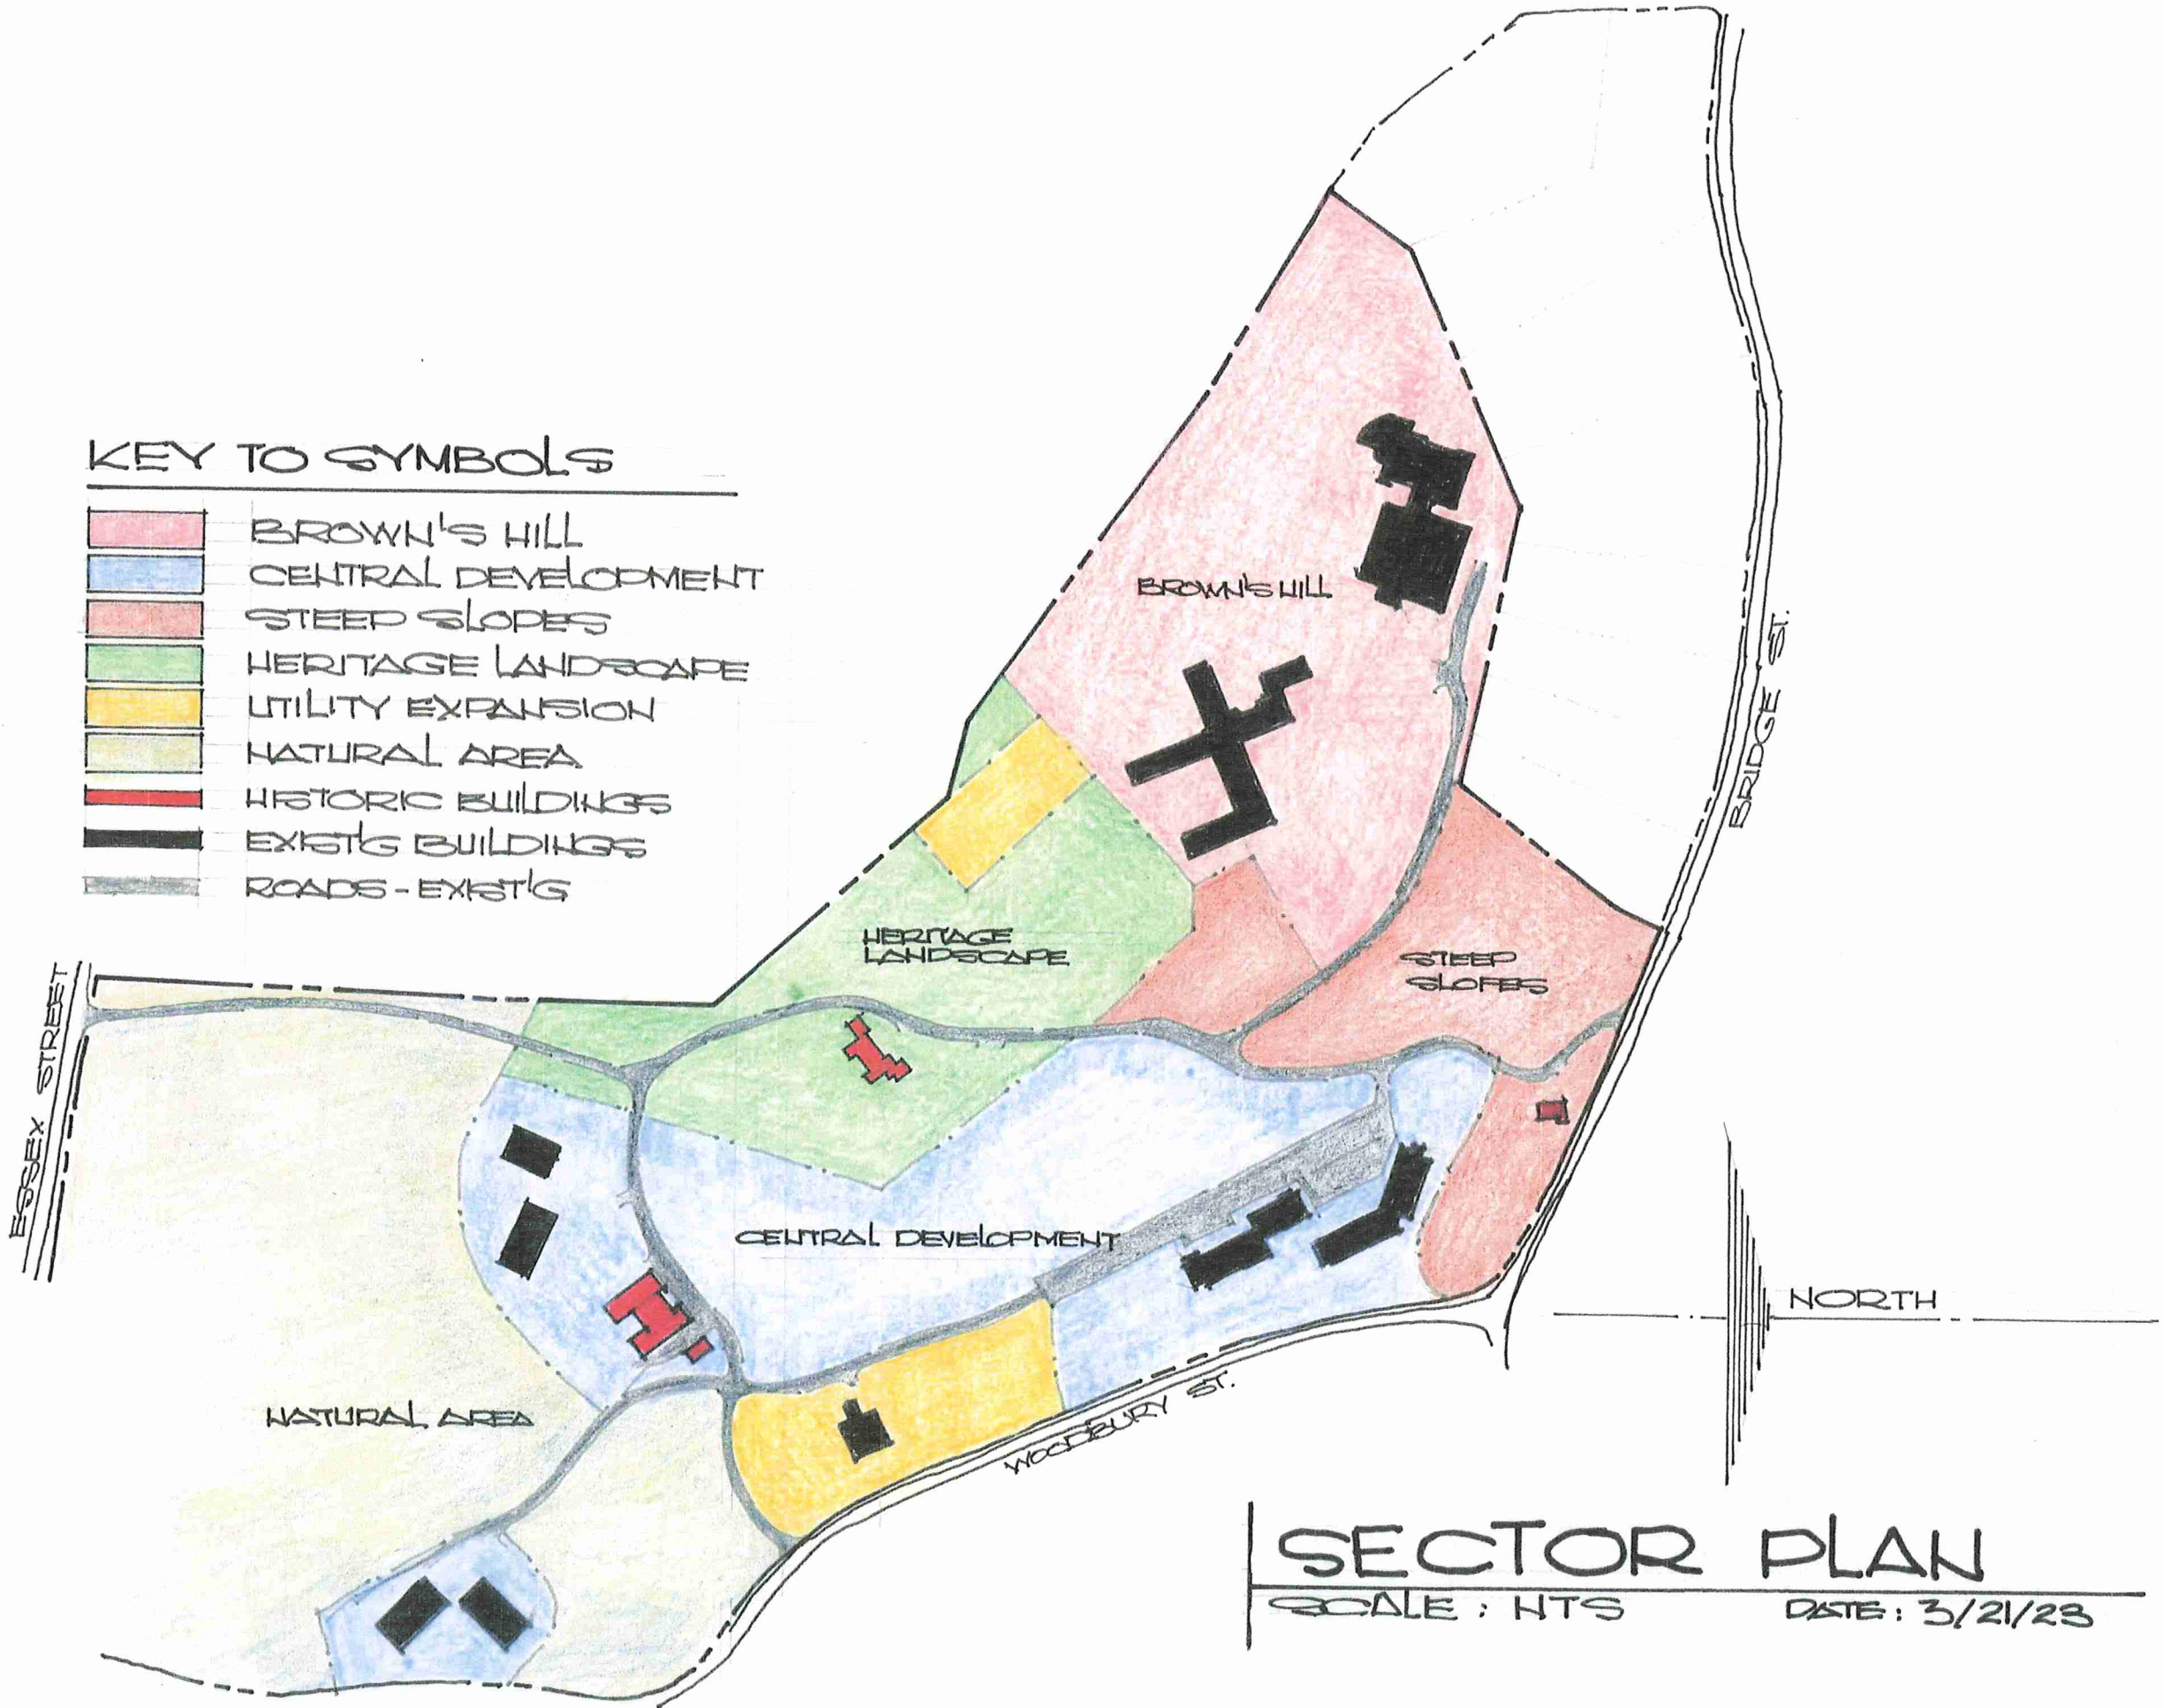 KEY TO SYMBOLS
BROWN'S HILL
CENTRAL DEVELOPMENT
STEEP SLOPES
HERITAGE LANDSCAPE
UTILITY EXPANSION
NATURAL AREA
HISTORIC BUILDINGS
EXIST'G BUILDINGS
ROADS - EXIST'G
BROWN'S HILL
BRIDGE ST.
HERITAGE
LANDSCAPE
STEEP
SLOPES
ESSEX STREET
CENTRAL DEVELOPMENT
NORTH
NATURAL AREA
WOODBURY ST.
SECTOR PLAN
SCALE : NTS
DATE : 3/21/23